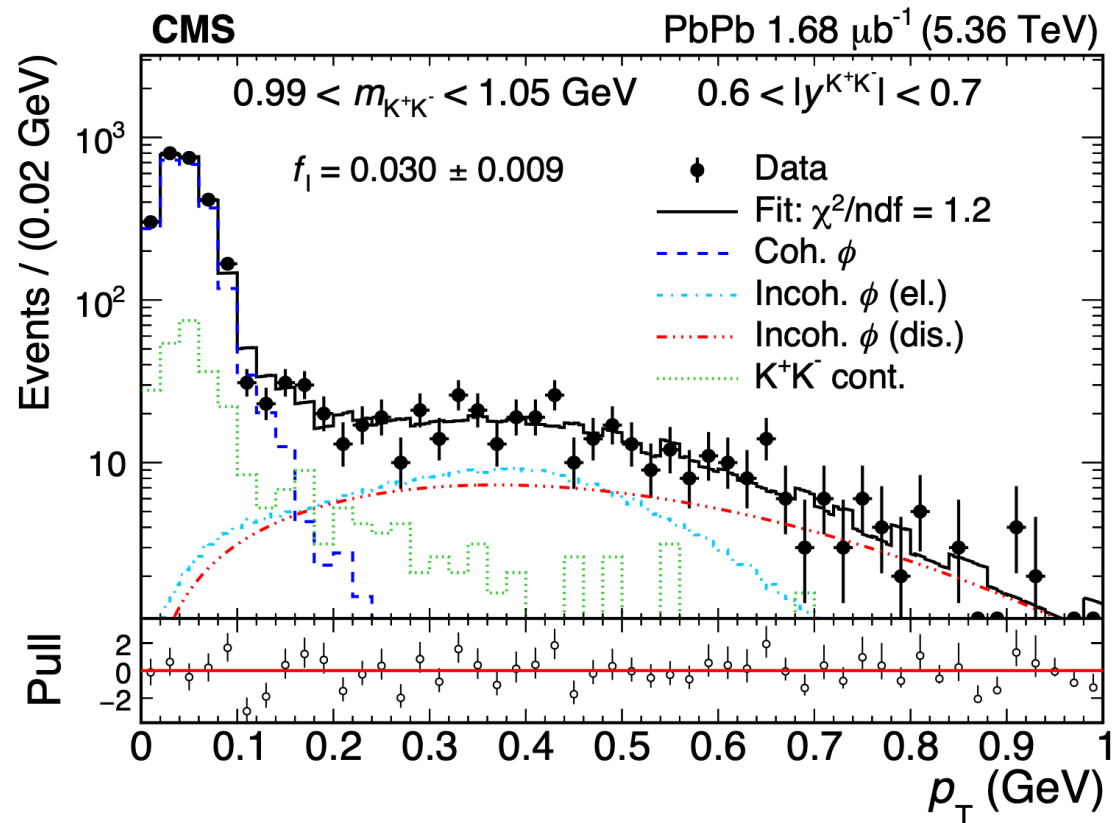 CMS PbPb 1.68 μb⁻¹ (5.36 TeV)
0.99 < m_K⁺K⁻ < 1.05 GeV 0.6 < |y^K⁺K⁻| < 0.7
f_I = 0.030 ± 0.009
Data
Fit: χ²/ndf = 1.2
Coh. ϕ
Incoh. ϕ (el.)
Incoh. ϕ (dis.)
K⁺K⁻ cont.
Events / (0.02 GeV)
10³
10²
10
Pull
2
0
−2
0 0.1 0.2 0.3 0.4 0.5 0.6 0.7 0.8 0.9 1
p_T (GeV)